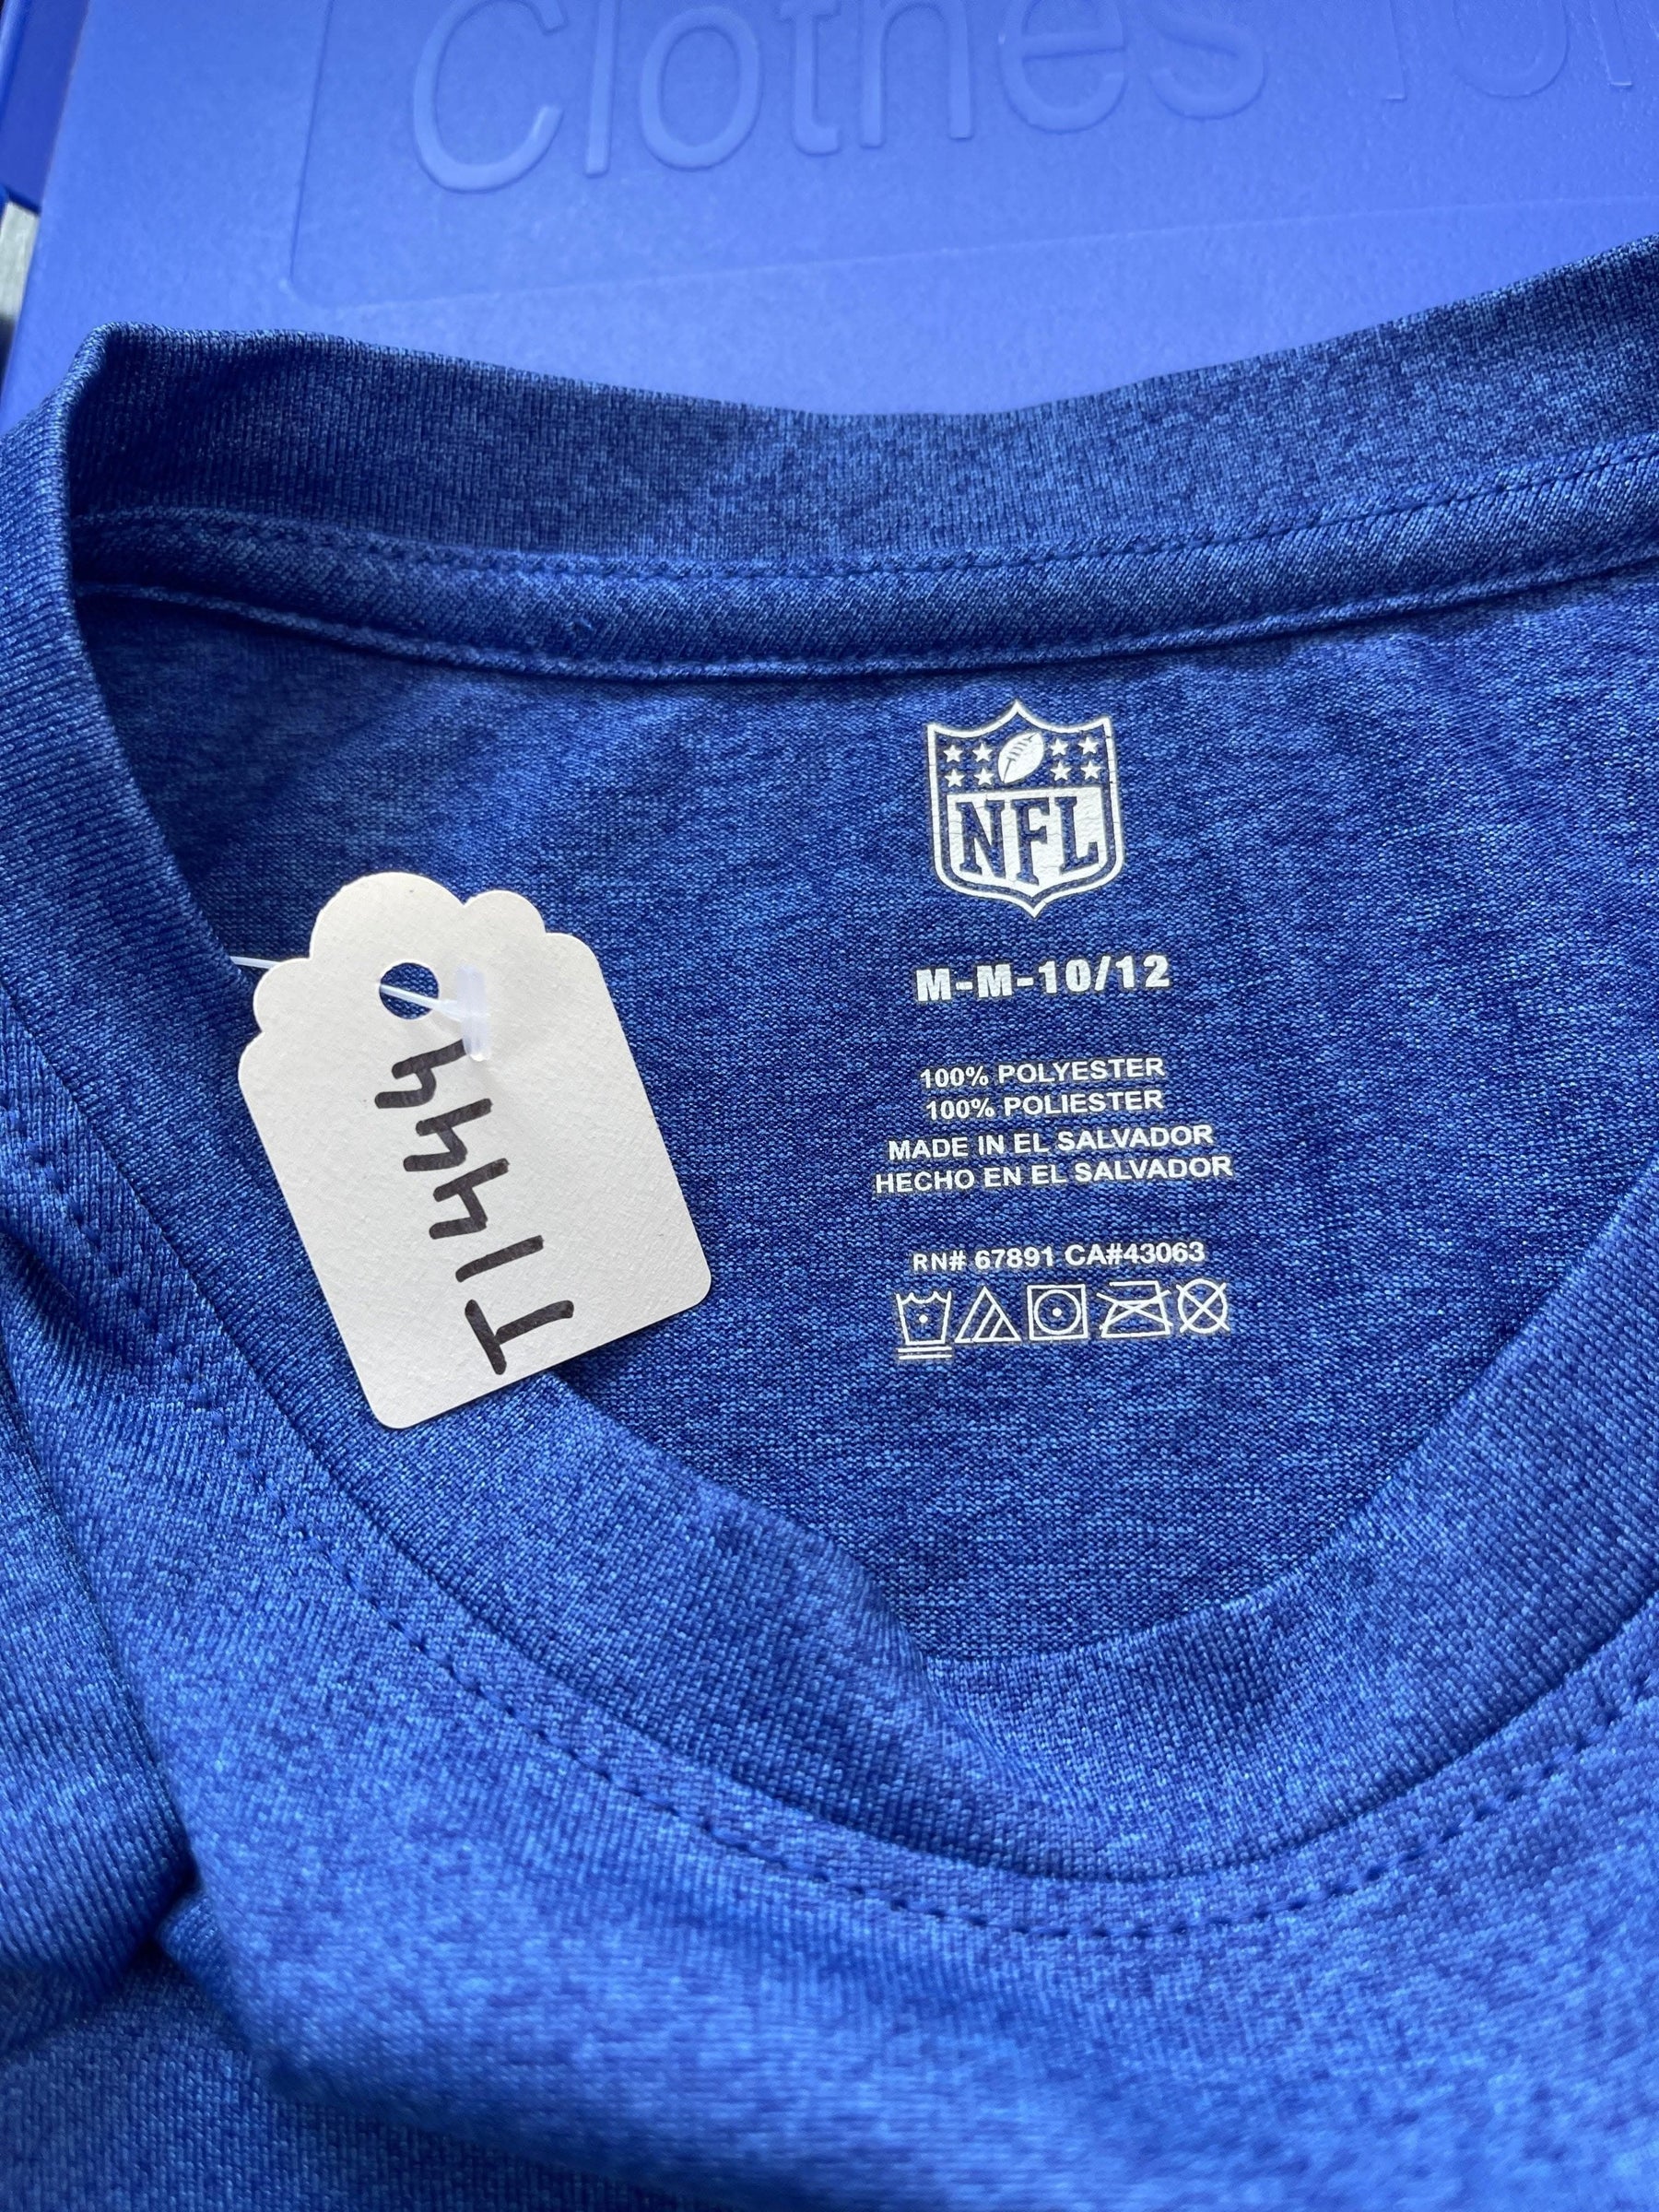 Clothes
NFL
M-M-10/12
100% POLYESTER
100% POLIESTER
MADE IN EL SALVADOR
HECHO EN EL SALVADOR
RN# 67891 CA#43063
T1444